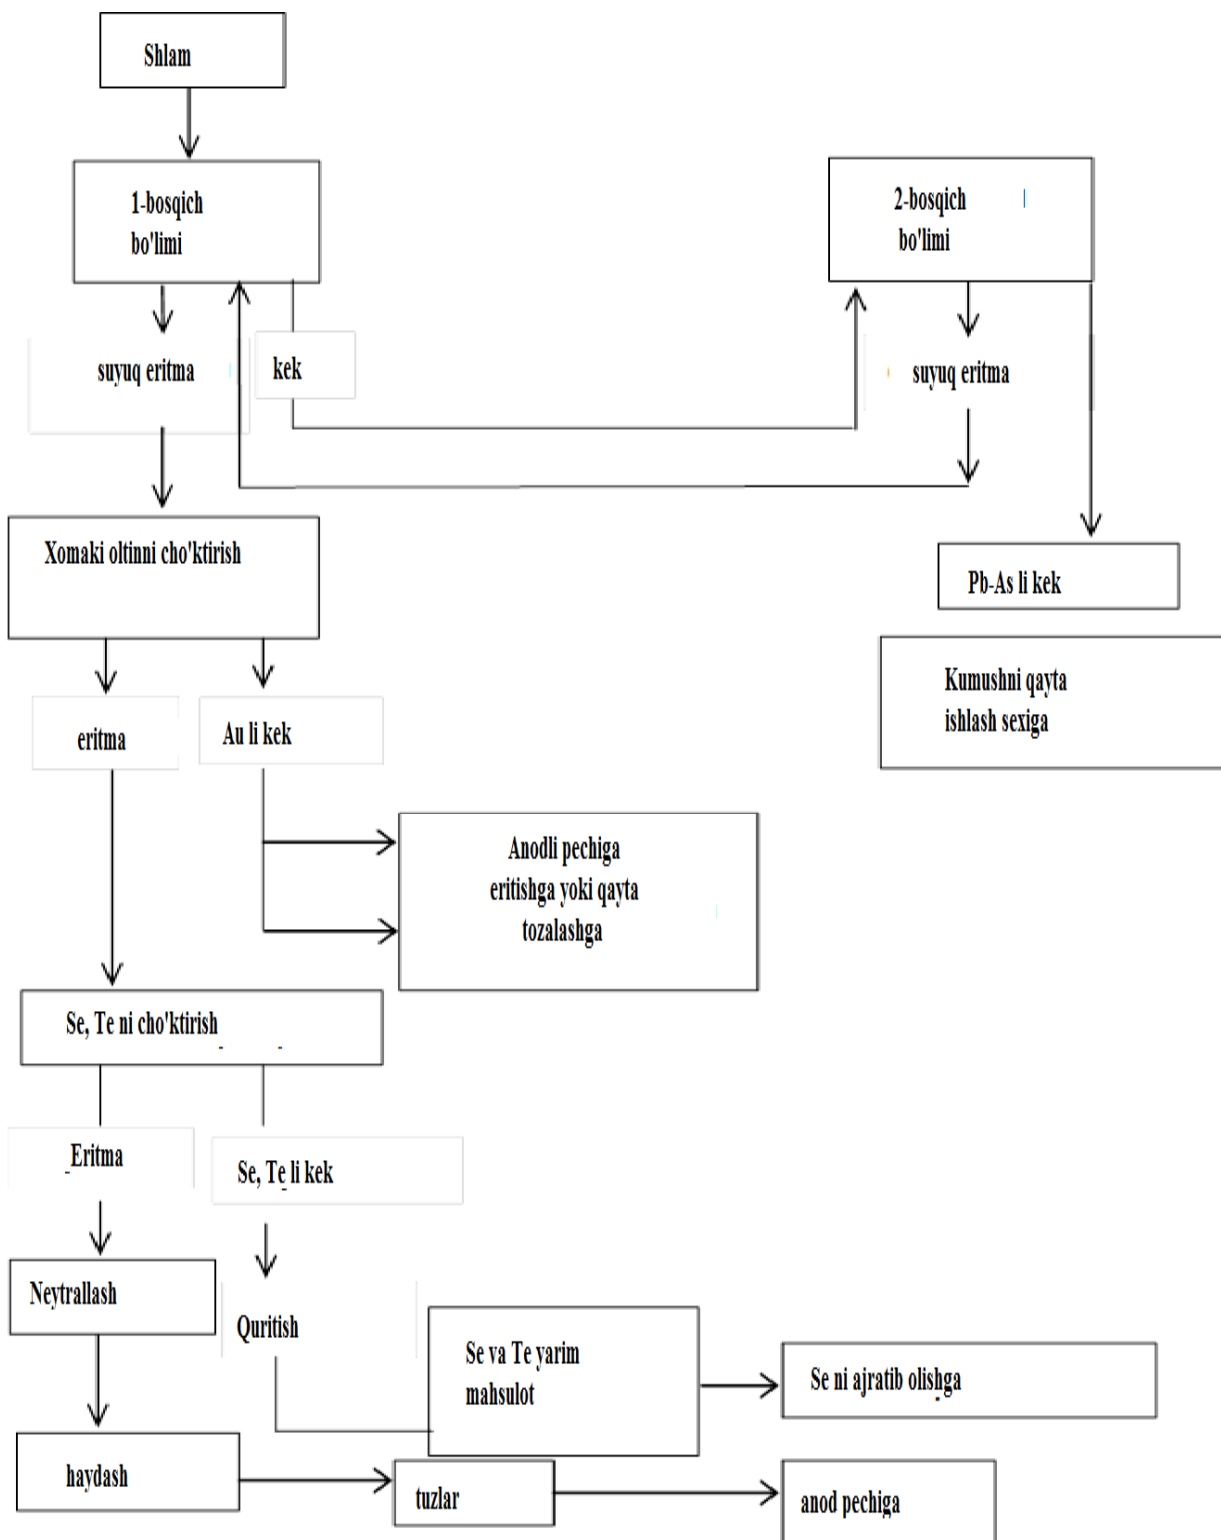 Shlam
1-bosqich
bo'limi
2-bosqich
bo'limi
suyuq eritma
kek
suyuq eritma
Xomaki oltinni cho'ktirish
Pb-As li kek
Kumushni qayta
ishlash sexiga
eritma
Au li kek
Anodli pechiga
eritishga yoki qayta
tozalashga
Se, Te ni cho'ktirish
Eritma
Se, Te li kek
Neytrallash
Quritish
Se va Te yarim
mahsulot
Se ni ajratib olishga
haydash
tuzlar
anod pechiga